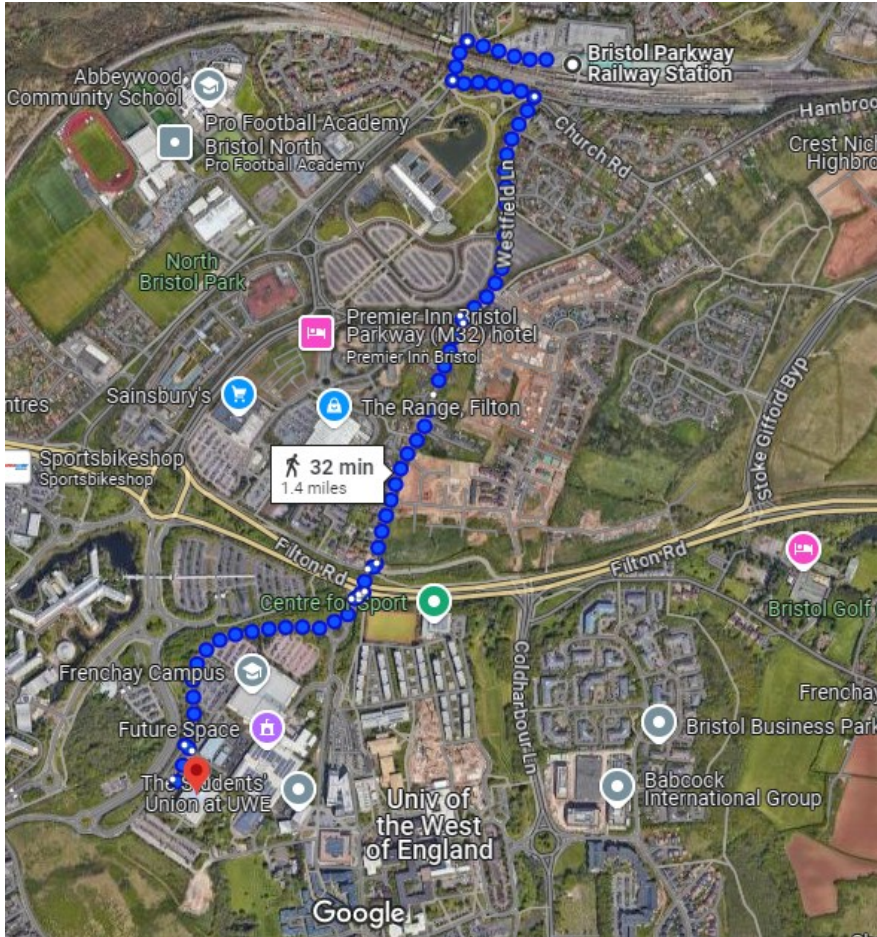 Bristol Parkway
Railway Station
Abbeywood
Community School
Pro Football Academy
Bristol North
Pro Football Academy
Church Rd
Hambroo
Crest Nich
Highbro
Westfield Ln
North
Bristol Park
Premier Inn Bristol
Parkway (M32) hotel
Premier Inn Bristol
Sainsbury's
The Range, Filton
ntres
Stoke Gifford Byp
Sportsbikeshop
Sportsbikeshop
32 min
1.4 miles
Filton Rd
Filton Rd
Centre for Sport
Bristol Golf
Coldharbour Ln
Frenchay Campus
Frenchay
Future Space
Bristol Business Park
The Students'
Union at UWE
Babcock
International Group
Univ of
the West
of England
Google